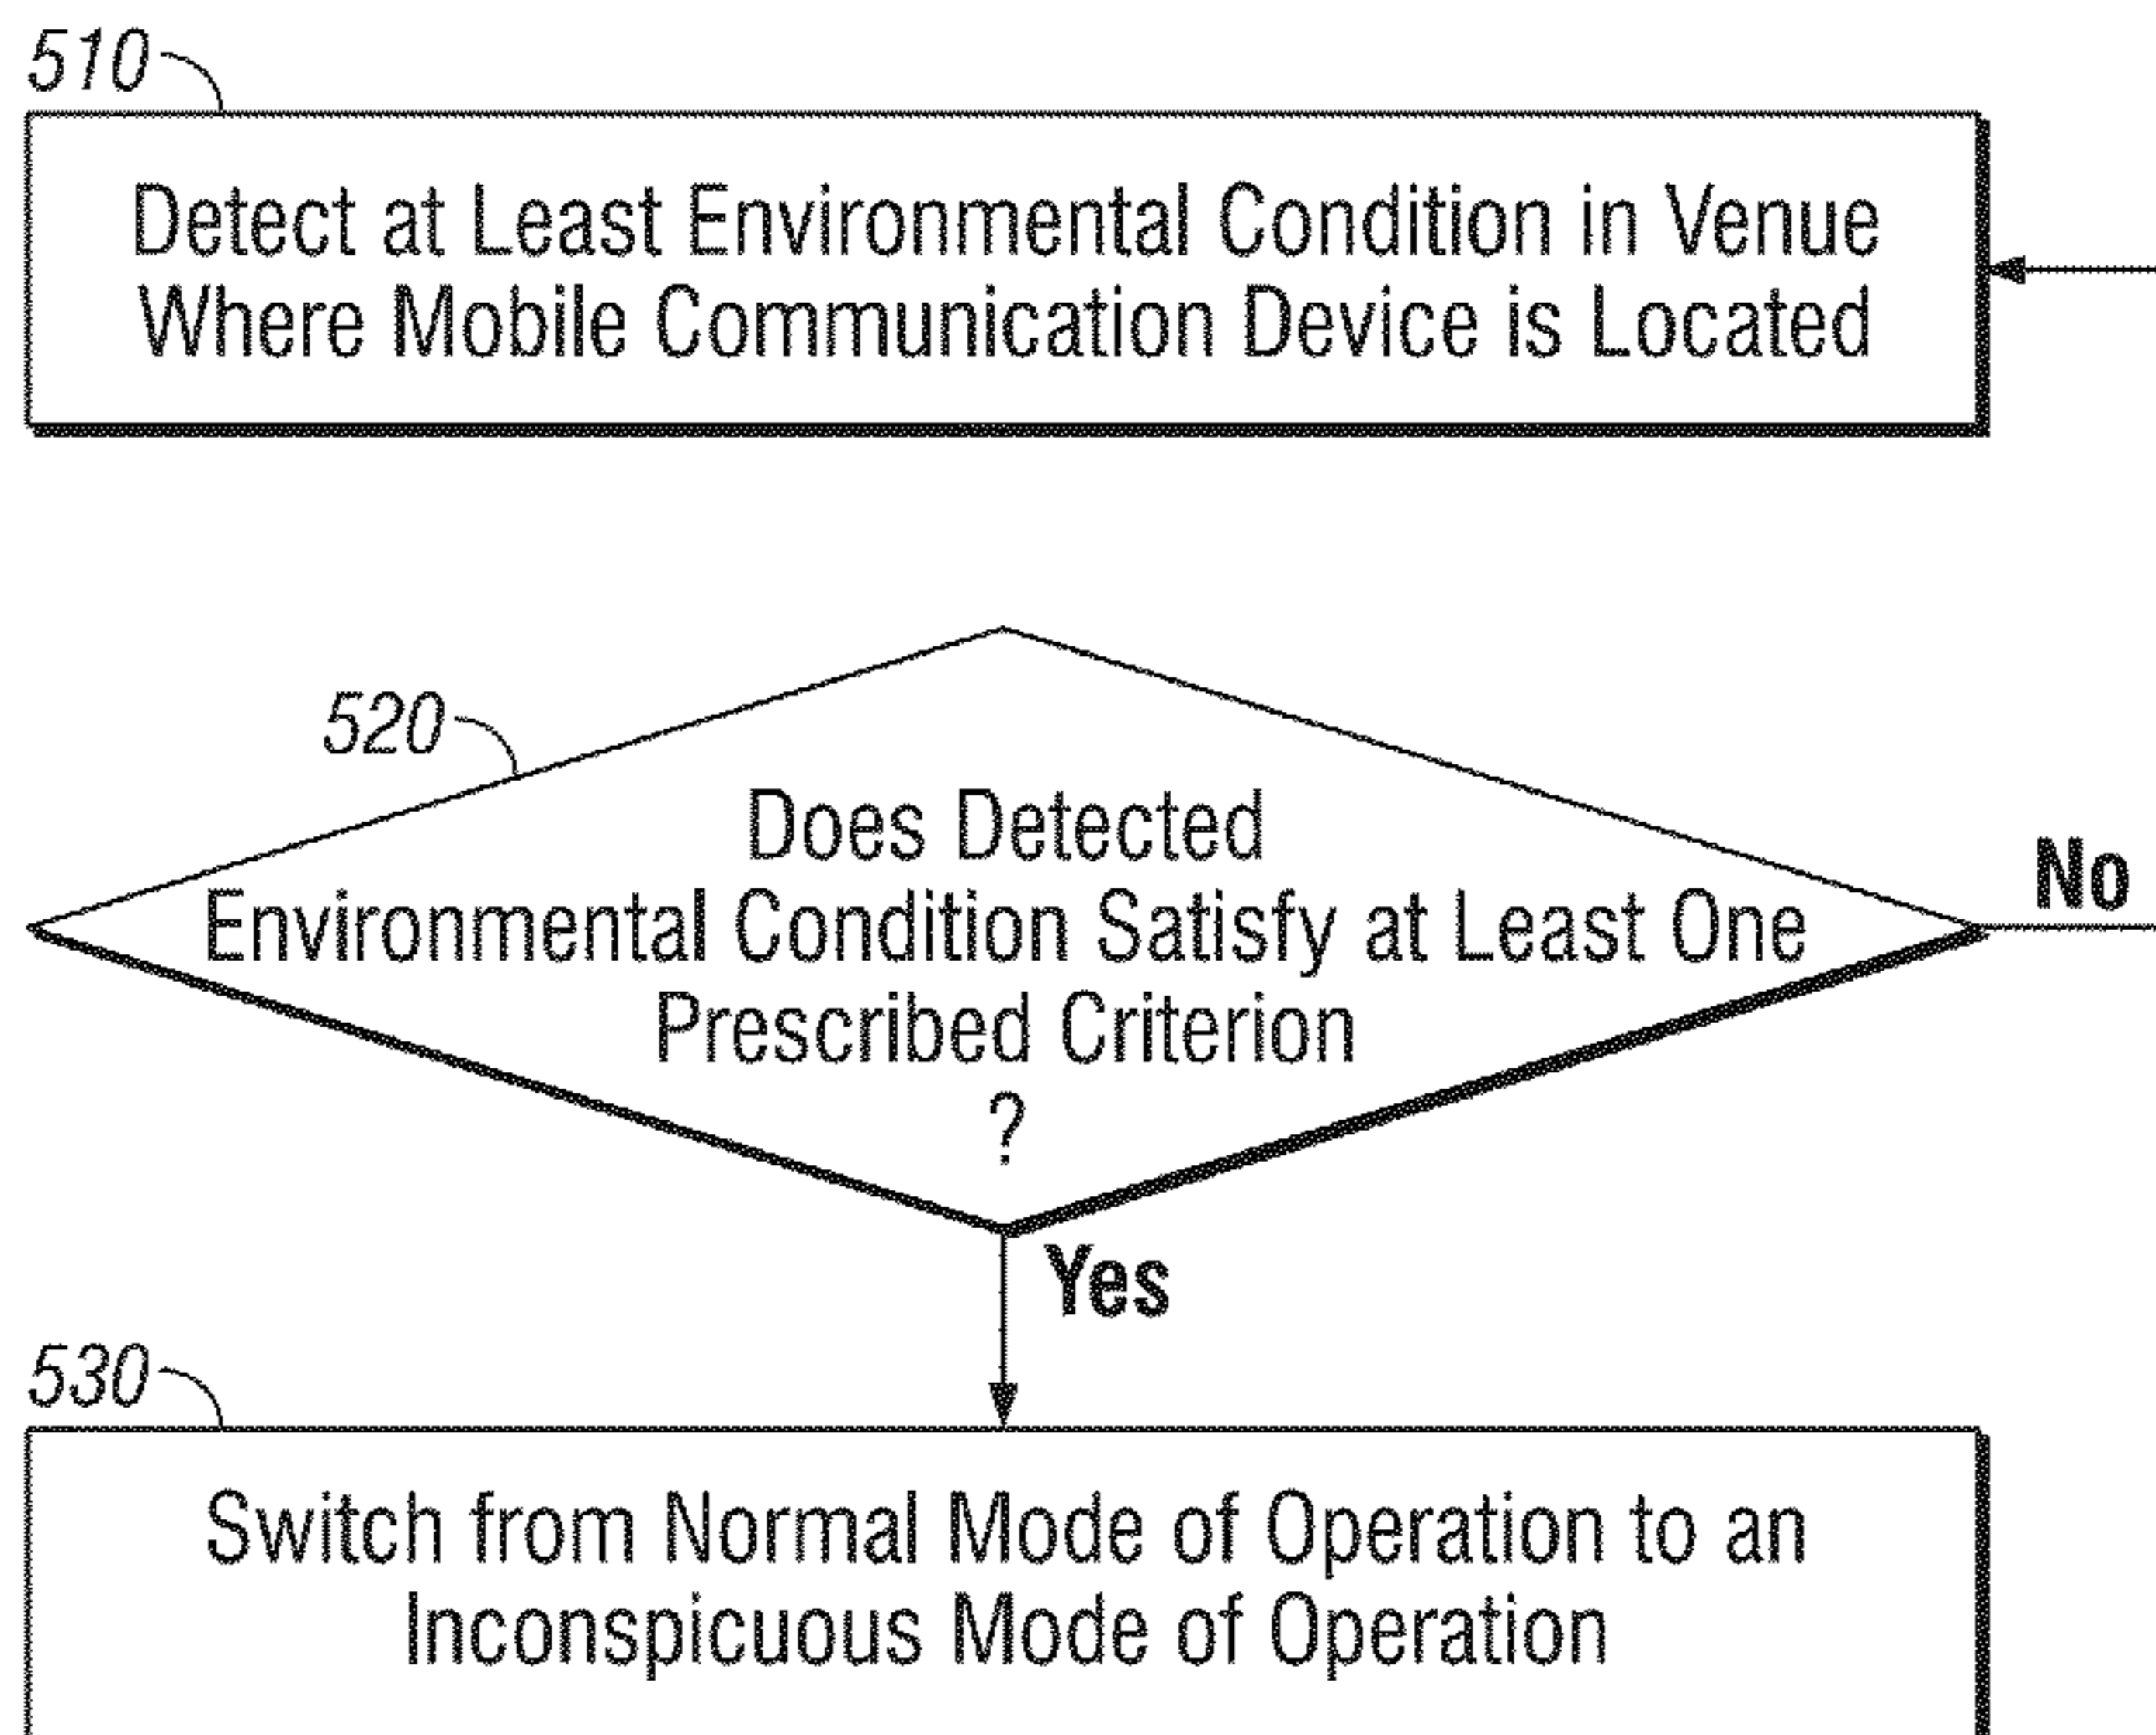 510
Detect at Least Environmental Condition in Venue
Where Mobile Communication Device is Located
520
Does Detected
Environmental Condition Satisfy at Least One
Prescribed Criterion
?
No
Yes
530
Switch from Normal Mode of Operation to an
Inconspicuous Mode of Operation